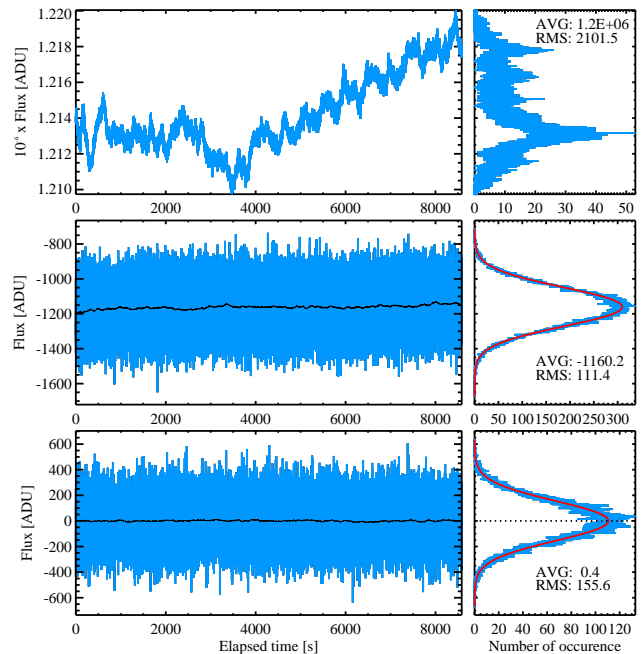 1.220
1.218
1.216
1.214
1.212
1.210
10⁻⁶ x Flux [ADU]
0 2000 4000 6000 8000
AVG: 1.2E+06
RMS: 2101.5
0 10 20 30 40 50
-800
-1000
-1200
-1400
-1600
Flux [ADU]
0 2000 4000 6000 8000
AVG: -1160.2
RMS: 111.4
0 50 100 150 200 250 300
600
400
200
0
-200
-400
-600
Flux [ADU]
0 2000 4000 6000 8000
Elapsed time [s]
AVG: 0.4
RMS: 155.6
0 20 40 60 80 100 120
Number of occurence